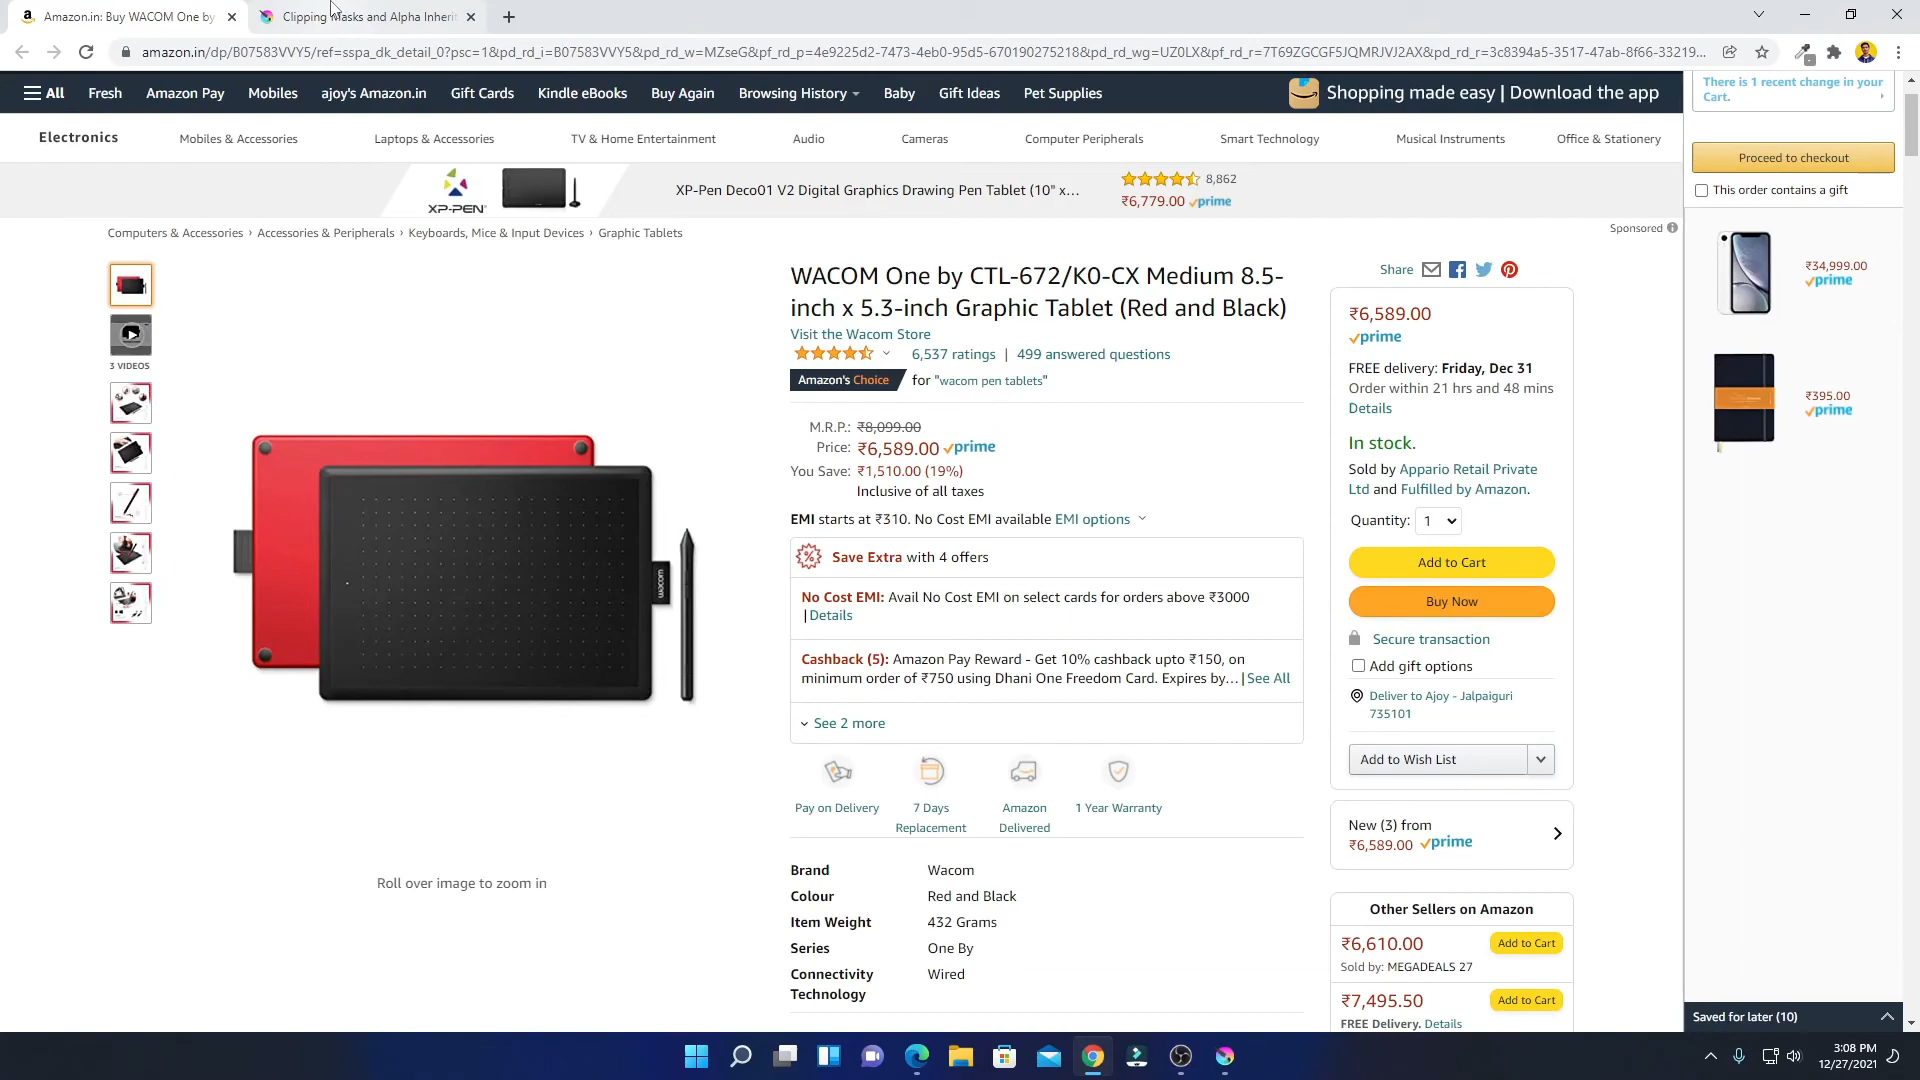 Amazon.in: Buy WACOM One by
Clipping Masks and Alpha Inherit
amazon.in/dp/B07583VVY5/ref=sspa_dk_detail_0?psc=1&pd_rd_i=B07583VVY5&pd_rd_w=MZseG&pf_rd_p=4e9225d2-7473-4eb0-95d5-6701902752​18&pd_rd_wg=UZ0LX&pf_rd_r=7T69ZGCGF5JQMRJVJ2AX&pd_rd_r=3c8394a5-3517-47ab-8f66-33219...
All Fresh Amazon Pay Mobiles ajoy's Amazon.in Gift Cards Kindle eBooks Buy Again Browsing History Baby Gift Ideas Pet Supplies Shopping made easy | Download the app
There is 1 recent change in your
Cart.
Electronics Mobiles & Accessories Laptops & Accessories TV & Home Entertainment Audio Cameras Computer Peripherals Smart Technology Musical Instruments Office & Stationery
Proceed to checkout
This order contains a gift
XP-PEN
XP-Pen Deco01 V2 Digital Graphics Drawing Pen Tablet (10" x...
8,862
₹6,779.00 prime
Computers & Accessories › Accessories & Peripherals › Keyboards, Mice & Input Devices › Graphic Tablets
Sponsored
3 VIDEOS
wacom
Roll over image to zoom in
WACOM One by CTL-672/K0-CX Medium 8.5-
inch x 5.3-inch Graphic Tablet (Red and Black)
Visit the Wacom Store
6,537 ratings | 499 answered questions
Amazon's Choice for "wacom pen tablets"
M.R.P.: ₹8,099.00
Price: ₹6,589.00 prime
You Save: ₹1,510.00 (19%)
Inclusive of all taxes
EMI starts at ₹310. No Cost EMI available EMI options
Save Extra with 4 offers
No Cost EMI: Avail No Cost EMI on select cards for orders above ₹3000
|Details
Cashback (5): Amazon Pay Reward - Get 10% cashback upto ₹150, on
minimum order of ₹750 using Dhani One Freedom Card. Expires by... | See All
See 2 more
Pay on Delivery
7 Days
Replacement
Amazon
Delivered
1 Year Warranty
Brand Wacom
Colour Red and Black
Item Weight 432 Grams
Series One By
Connectivity Wired
Technology
Share
₹6,589.00
prime
FREE delivery: Friday, Dec 31
Order within 21 hrs and 48 mins
Details
In stock.
Sold by Appario Retail Private
Ltd and Fulfilled by Amazon.
Quantity: 1
Add to Cart
Buy Now
Secure transaction
Add gift options
Deliver to Ajoy - Jalpaiguri
735101
Add to Wish List
New (3) from
₹6,589.00 prime
Other Sellers on Amazon
₹6,610.00 Add to Cart
Sold by: MEGADEALS 27
₹7,495.50 Add to Cart
FREE Delivery. Details
₹34,999.00
prime
₹395.00
prime
Saved for later (10)
3:08 PM
12/27/2021